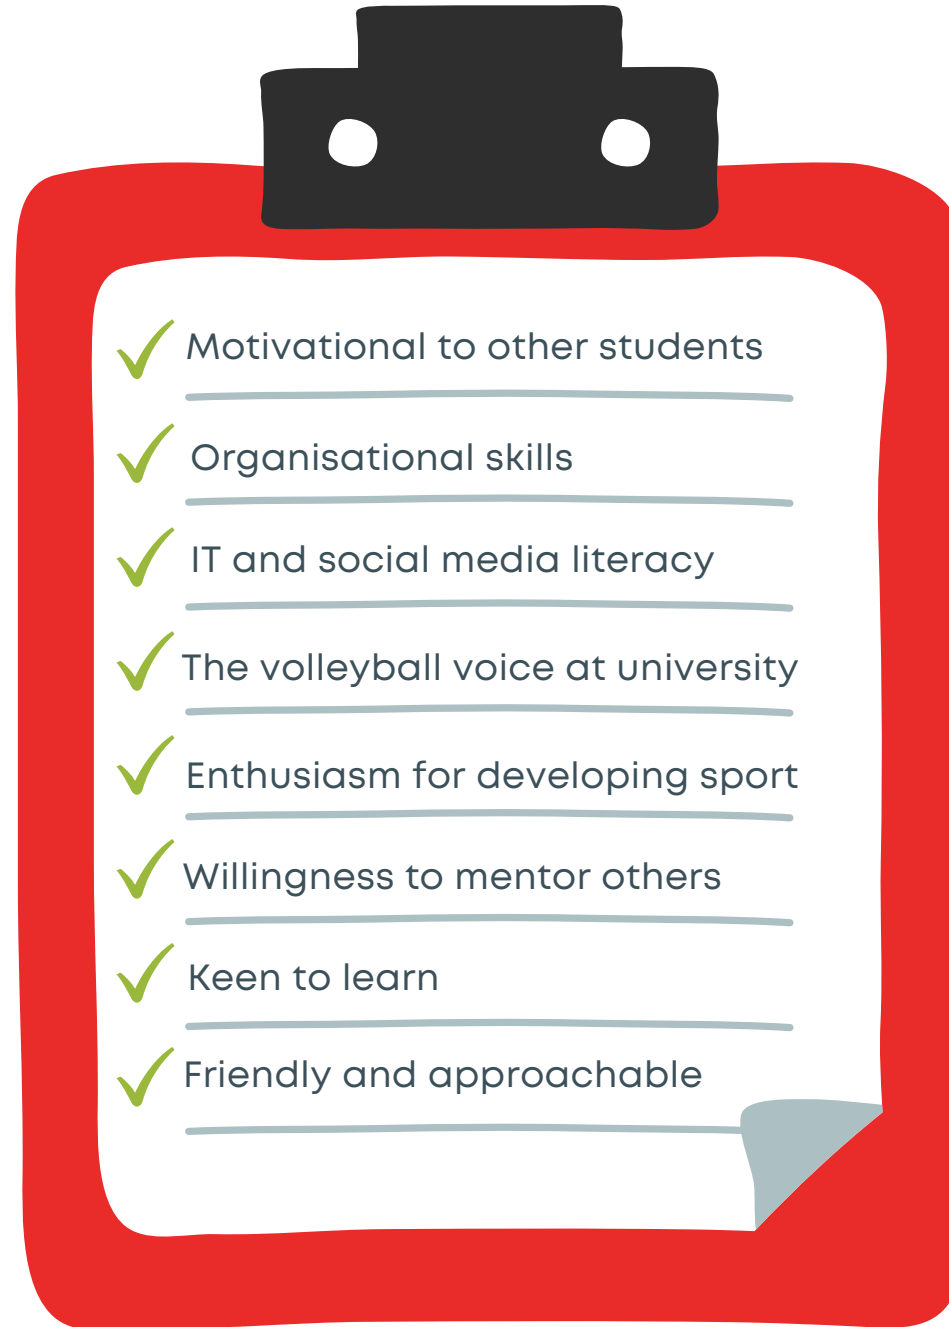 Motivational to other students
Organisational skills
IT and social media literacy
The volleyball voice at university
Enthusiasm for developing sport
Willingness to mentor others
Keen to learn
Friendly and approachable